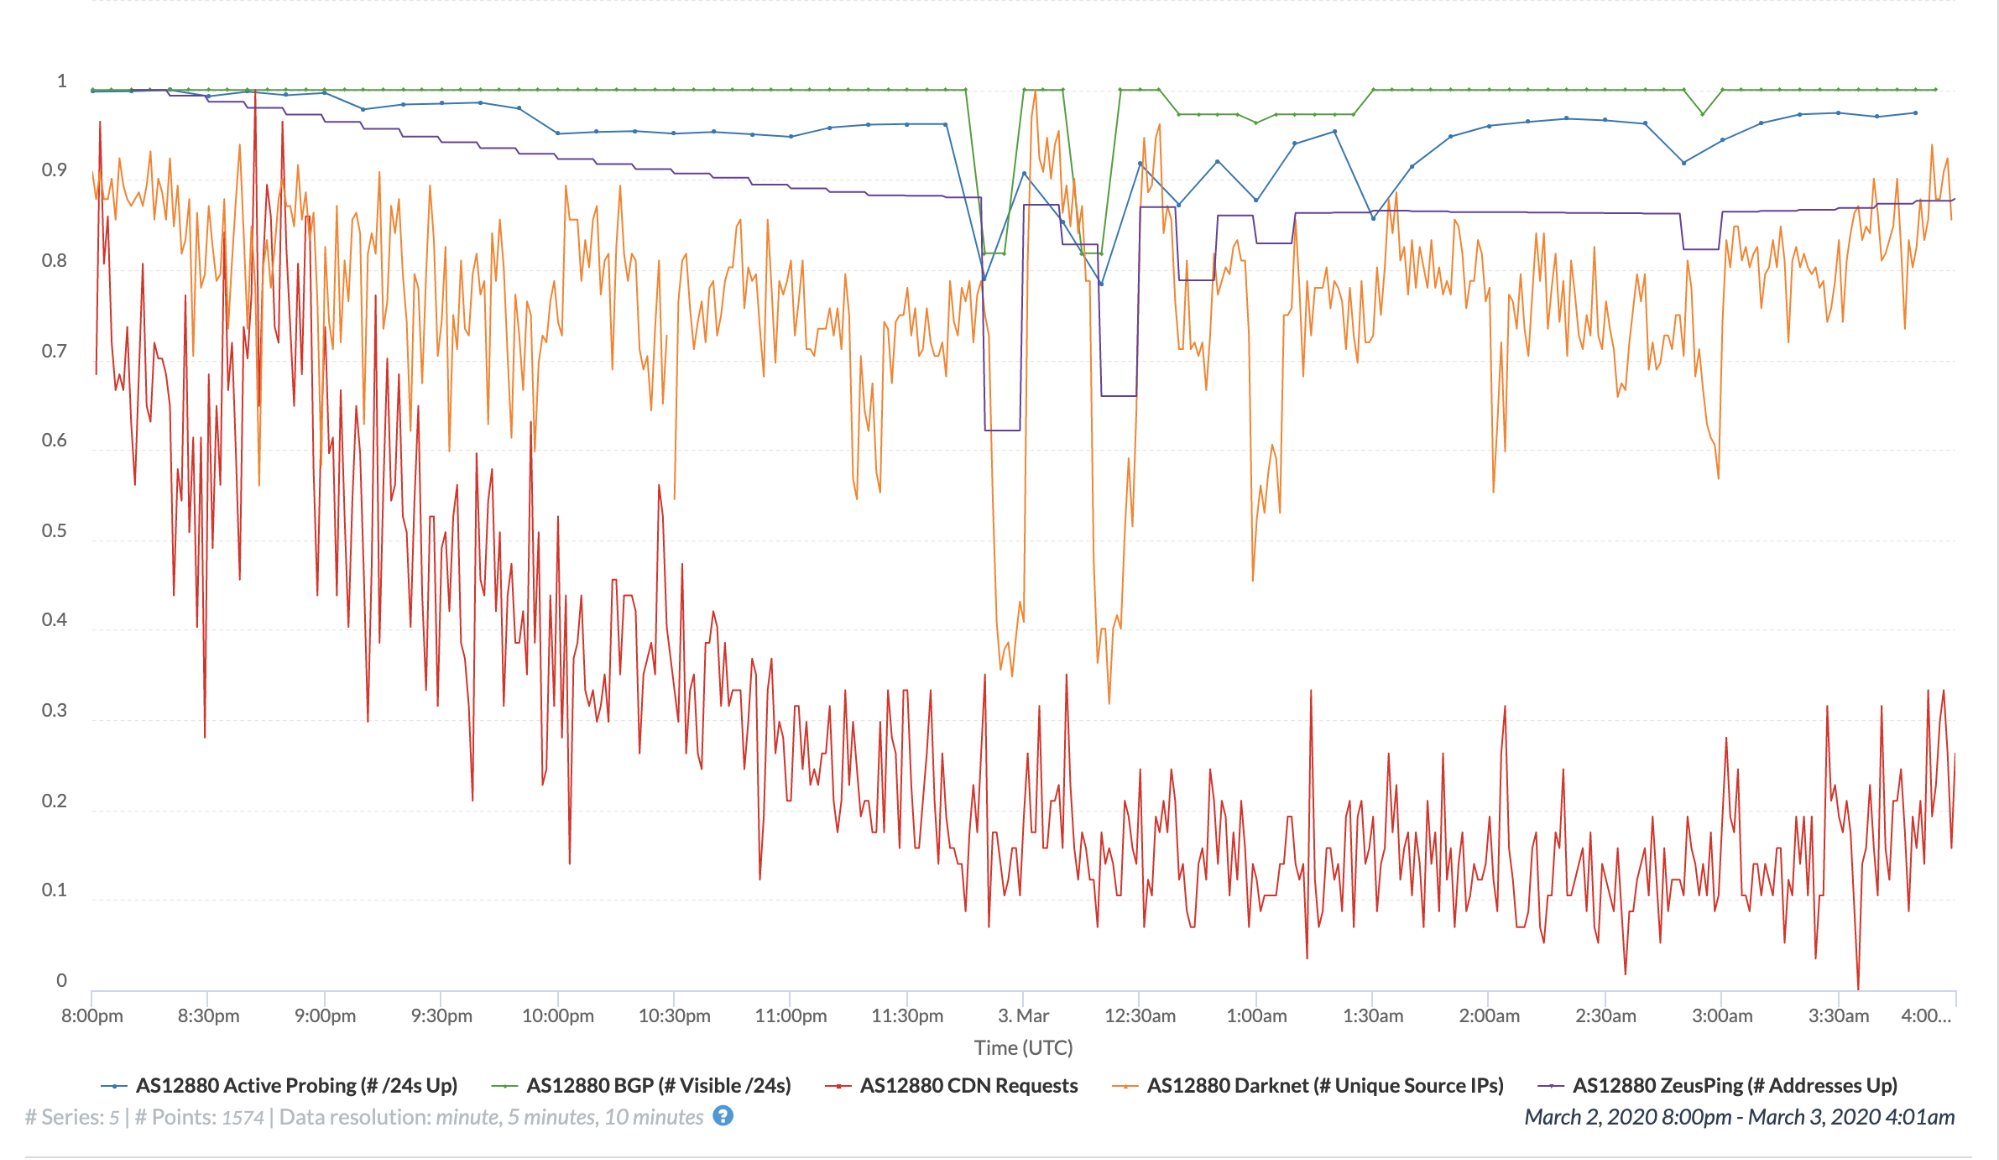 1
0.9
0.8
0.7
0.6
0.5
0.4
0.3
0.2
0.1
0
8:00pm 8:30pm 9:00pm 9:30pm 10:00pm 10:30pm 11:00pm 11:30pm 3. Mar 12:30am 1:00am 1:30am 2:00am 2:30am 3:00am 3:30am 4:00...
Time (UTC)
AS12880 Active Probing (# /24s Up) AS12880 BGP (# Visible /24s) AS12880 CDN Requests AS12880 Darknet (# Unique Source IPs) AS12880 ZeusPing (# Addresses Up)
# Series: 5 | # Points: 1574 | Data resolution: minute, 5 minutes, 10 minutes ? March 2, 2020 8:00pm - March 3, 2020 4:01am